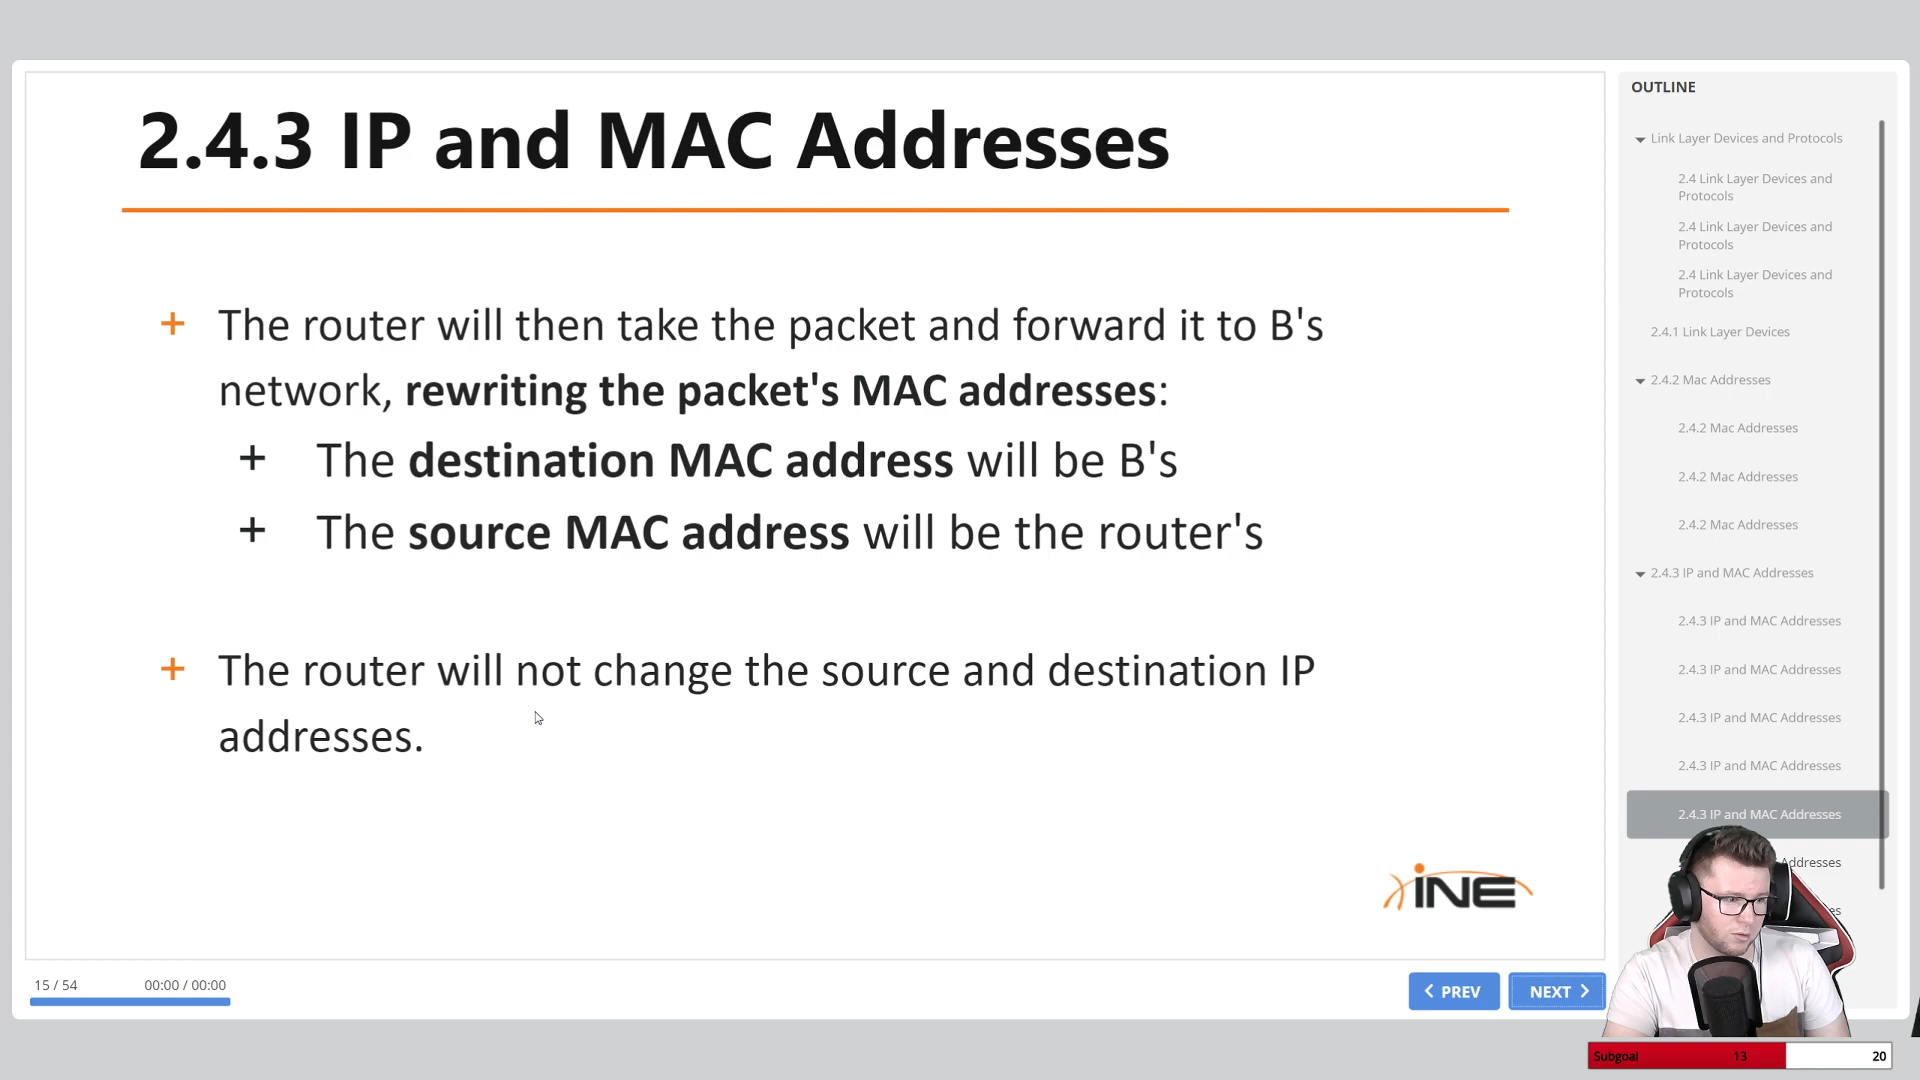 2.4.3 IP and MAC Addresses
+ The router will then take the packet and forward it to B's
network, rewriting the packet's MAC addresses:
+ The destination MAC address will be B's
+ The source MAC address will be the router's
+ The router will not change the source and destination IP
addresses.
INE
15 / 54
00:00 / 00:00
PREV
NEXT
OUTLINE
Link Layer Devices and Protocols
2.4 Link Layer Devices and
Protocols
2.4 Link Layer Devices and
Protocols
2.4 Link Layer Devices and
Protocols
2.4.1 Link Layer Devices
2.4.2 Mac Addresses
2.4.2 Mac Addresses
2.4.2 Mac Addresses
2.4.2 Mac Addresses
2.4.3 IP and MAC Addresses
2.4.3 IP and MAC Addresses
2.4.3 IP and MAC Addresses
2.4.3 IP and MAC Addresses
2.4.3 IP and MAC Addresses
2.4.3 IP and MAC Addresses
Addresses
Subgoal 13 20